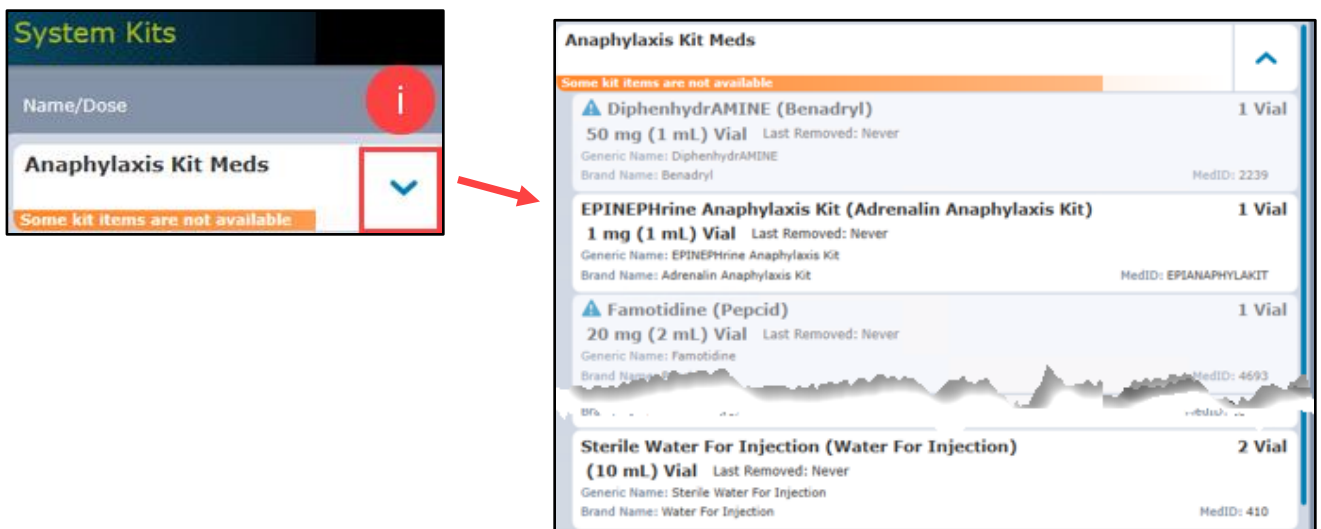 System Kits
Name/Dose
i
Anaphylaxis Kit Meds
Some kit items are not available
Anaphylaxis Kit Meds
Some kit items are not available
DiphenhydrAMINE (Benadryl) 1 Vial
50 mg (1 mL) Vial Last Removed: Never
Generic Name: DiphenhydrAMINE
Brand Name: Benadryl MedID: 2239
EPINEPHrine Anaphylaxis Kit (Adrenalin Anaphylaxis Kit) 1 Vial
1 mg (1 mL) Vial Last Removed: Never
Generic Name: EPINEPHrine Anaphylaxis Kit
Brand Name: Adrenalin Anaphylaxis Kit MedID: EPIANAPHYLAKIT
Famotidine (Pepcid) 1 Vial
20 mg (2 mL) Vial Last Removed: Never
Generic Name: Famotidine
Brand Name: MedID: 4693
Sterile Water For Injection (Water For Injection) 2 Vial
(10 mL) Vial Last Removed: Never
Generic Name: Sterile Water For Injection
Brand Name: Water For Injection MedID: 410